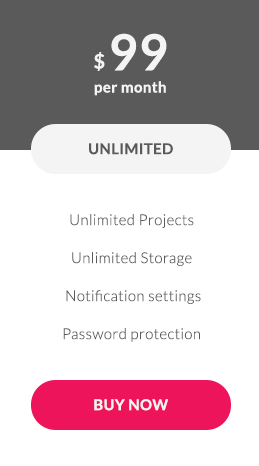 $ 99
per month
UNLIMITED
Unlimited Projects
Unlimited Storage
Notification settings
Password protection
BUY NOW